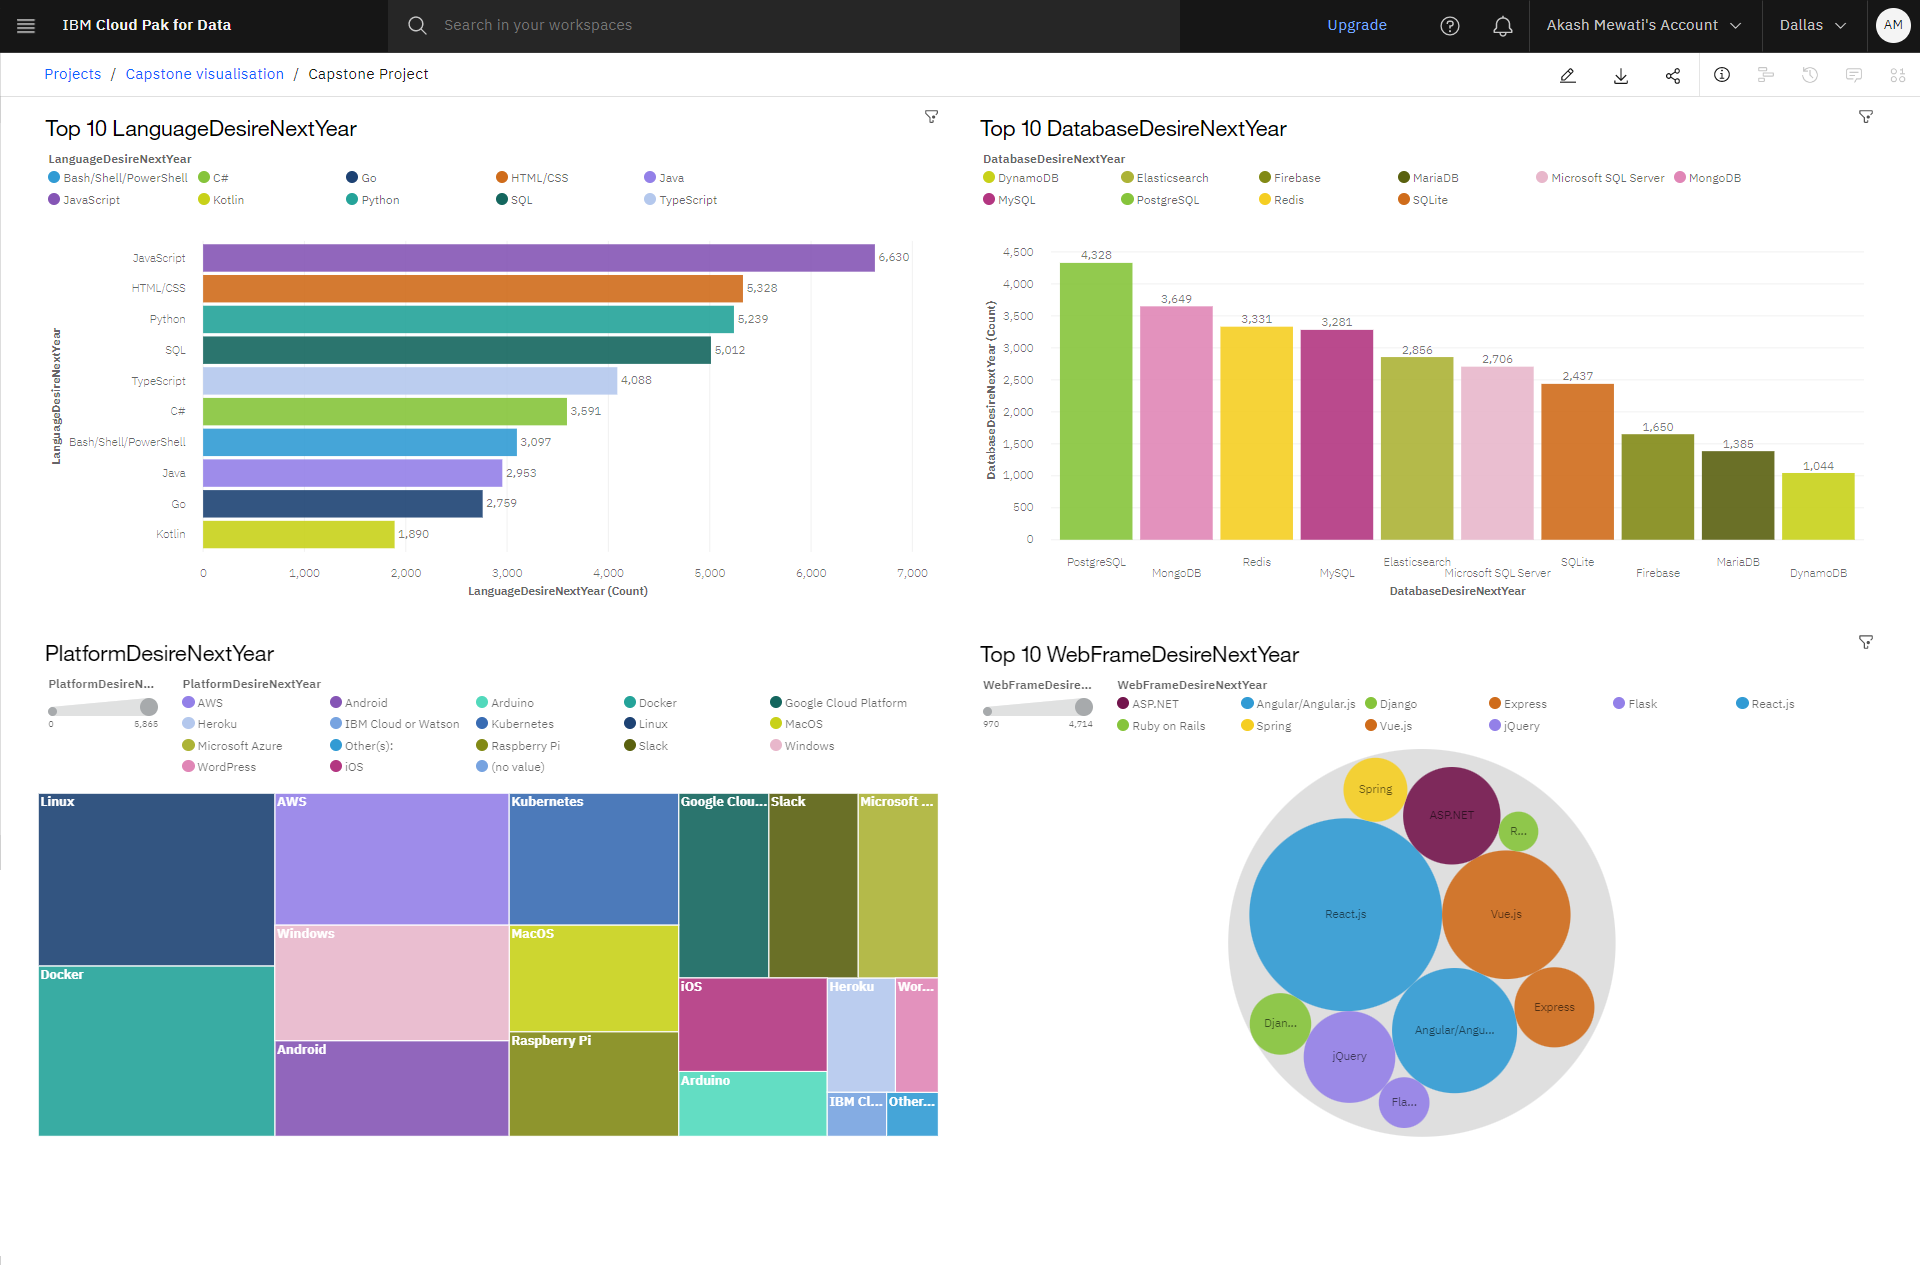 IBM Cloud Pak for Data
Search in your workspaces
Upgrade
Akash Mewati's Account
Dallas
AM
Projects / Capstone visualisation / Capstone Project
Top 10 LanguageDesireNextYear
LanguageDesireNextYear
Bash/Shell/PowerShell C# Go HTML/CSS Java
JavaScript Kotlin Python SQL TypeScript
LanguageDesireNextYear
JavaScript 6,630
HTML/CSS 5,328
Python 5,239
SQL 5,012
TypeScript 4,088
C# 3,591
Bash/Shell/PowerShell 3,097
Java 2,953
Go 2,759
Kotlin 1,890
0 1,000 2,000 3,000 4,000 5,000 6,000 7,000
LanguageDesireNextYear (Count)
Top 10 DatabaseDesireNextYear
DatabaseDesireNextYear
DynamoDB Elasticsearch Firebase MariaDB Microsoft SQL Server MongoDB
MySQL PostgreSQL Redis SQLite
DatabaseDesireNextYear (Count)
4,500
4,000
3,500
3,000
2,500
2,000
1,500
1,000
500
0
4,328
3,649
3,331
3,281
2,856
2,706
2,437
1,650
1,385
1,044
PostgreSQL
MongoDB
Redis
MySQL
Elasticsearch
Microsoft SQL Server
SQLite
Firebase
MariaDB
DynamoDB
DatabaseDesireNextYear
PlatformDesireNextYear
PlatformDesireN...
0 5,865
PlatformDesireNextYear
AWS Android Arduino Docker Google Cloud Platform
Heroku IBM Cloud or Watson Kubernetes Linux MacOS
Microsoft Azure Other(s): Raspberry Pi Slack Windows
WordPress iOS (no value)
Linux
AWS
Kubernetes
Google Clou...
Slack
Microsoft ...
Windows
MacOS
Docker
iOS
Heroku
Wor...
Raspberry Pi
Android
Arduino
IBM Cl...
Other...
Top 10 WebFrameDesireNextYear
WebFrameDesire...
970 4,714
WebFrameDesireNextYear
ASP.NET Angular/Angular.js Django Express Flask React.js
Ruby on Rails Spring Vue.js jQuery
Spring
ASP.NET
R...
React.js
Vue.js
Express
Djan...
Angular/Angu...
jQuery
Fla...